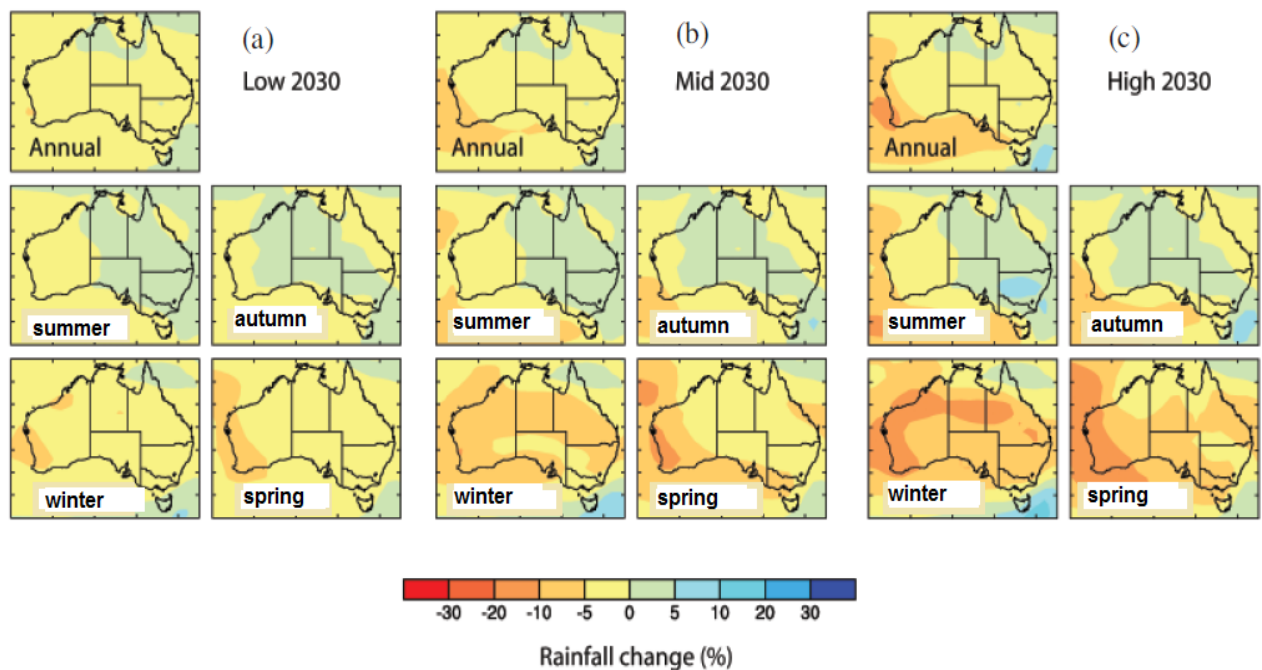 (a)
Low 2030
Annual
summer
autumn
winter
spring
(b)
Mid 2030
Annual
summer
autumn
winter
spring
(c)
High 2030
Annual
summer
autumn
winter
spring
-30 -20 -10 -5 0 5 10 20 30
Rainfall change (%)